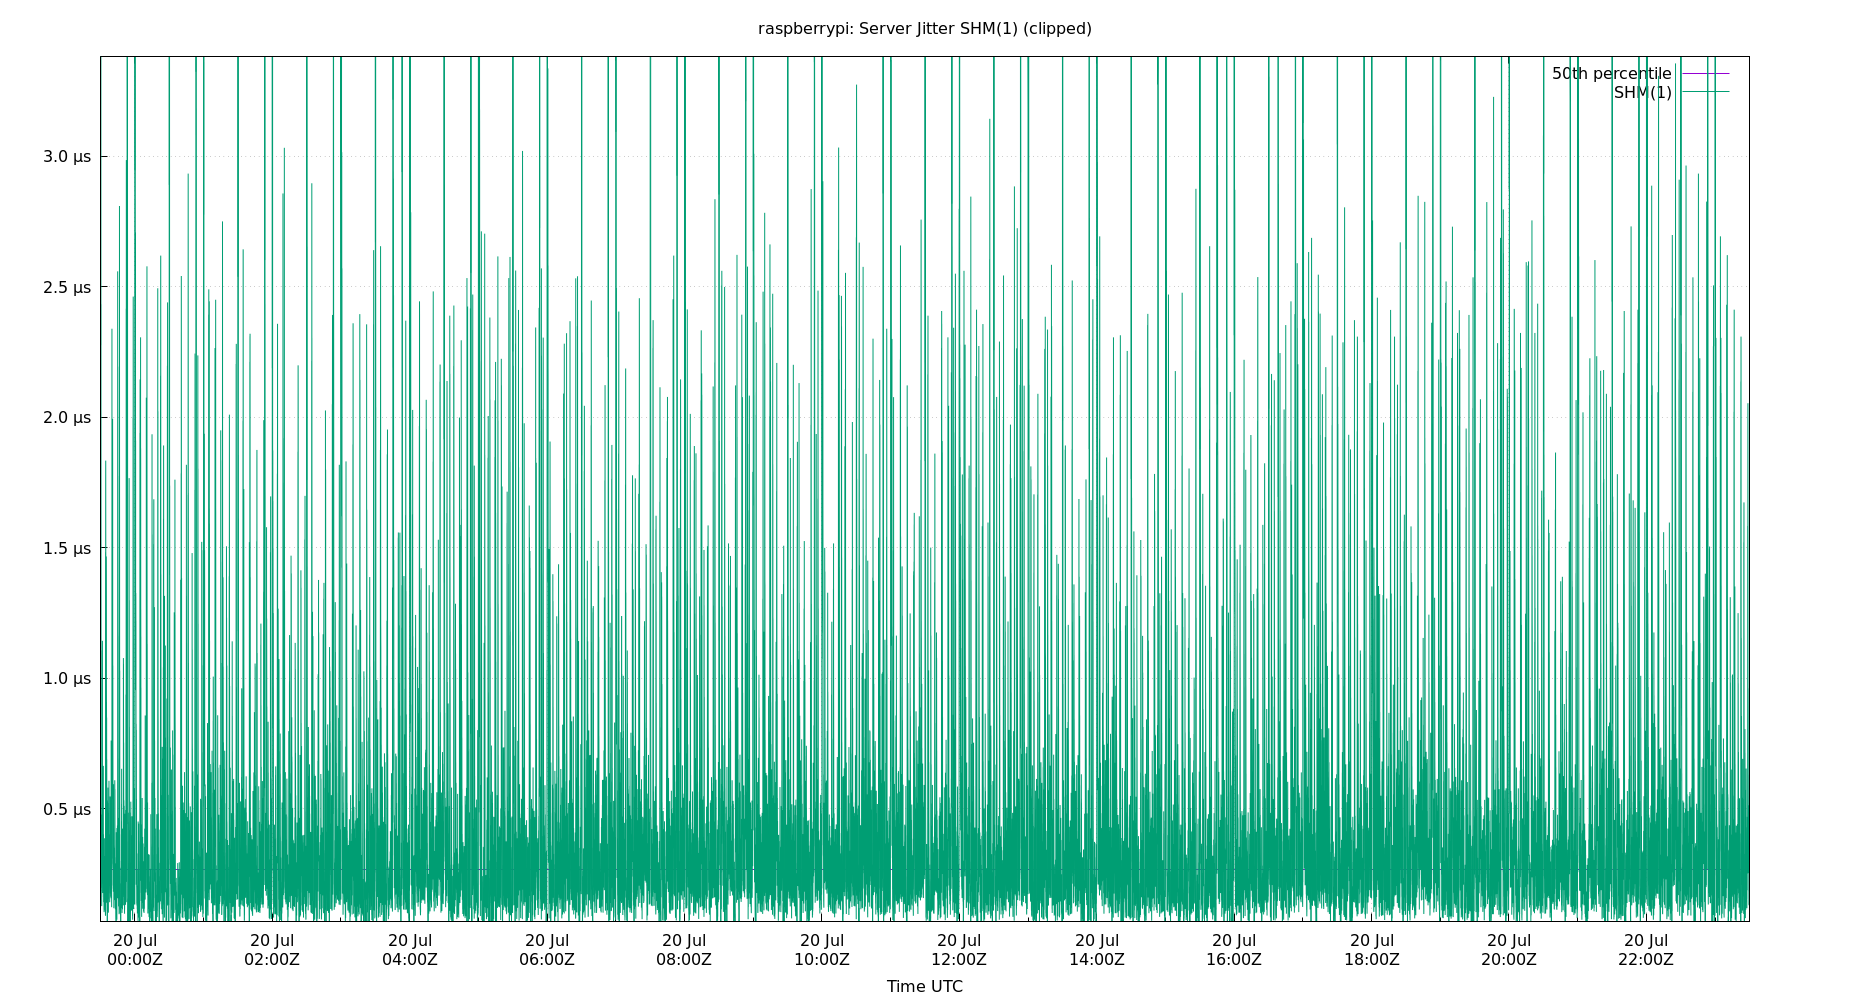 raspberrypi: Server Jitter SHM(1) (clipped)
50th percentile
SHM(1)
3.0 µs
2.5 µs
2.0 µs
1.5 µs
1.0 µs
0.5 µs
20 Jul 20 Jul 20 Jul 20 Jul 20 Jul 20 Jul 20 Jul 20 Jul 20 Jul 20 Jul 20 Jul 20 Jul
00:00Z 02:00Z 04:00Z 06:00Z 08:00Z 10:00Z 12:00Z 14:00Z 16:00Z 18:00Z 20:00Z 22:00Z
Time UTC